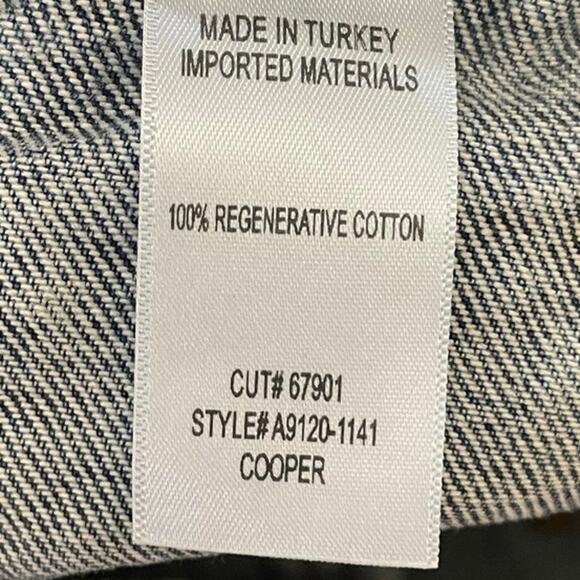 MADE IN TURKEY
IMPORTED MATERIALS
100% REGENERATIVE COTTON
CUT# 67901
STYLE# A9120-1141
COOPER